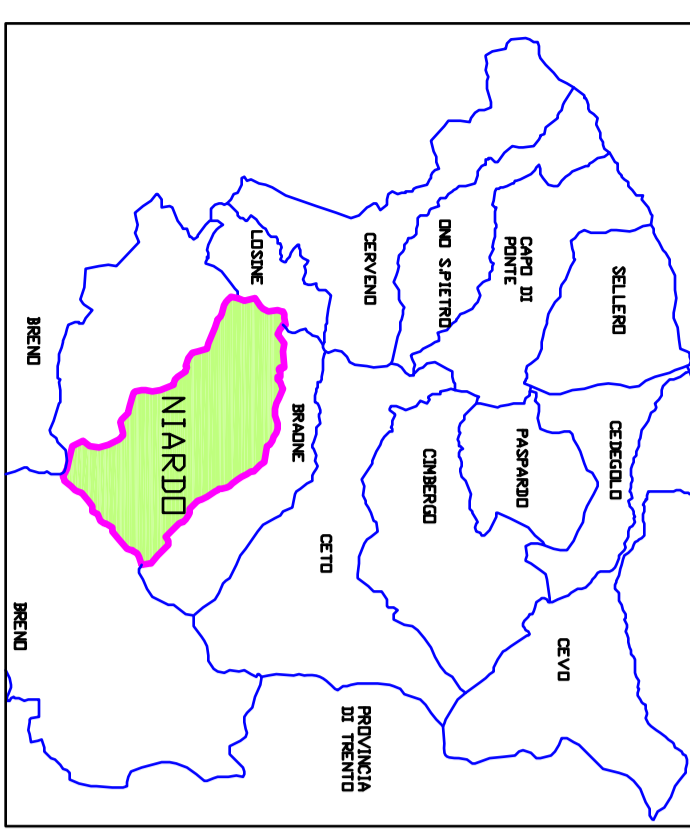 SELLERO
CEDEGOLO
CEVO
CAPO DI
PONTE
PASPARDO
ONO S.PIETRO
CIMBERGO
CERVENO
CETO
PROVINCIA
DI TRENTO
LOSINE
BRAONE
NIARDO
BRENO
BRENO